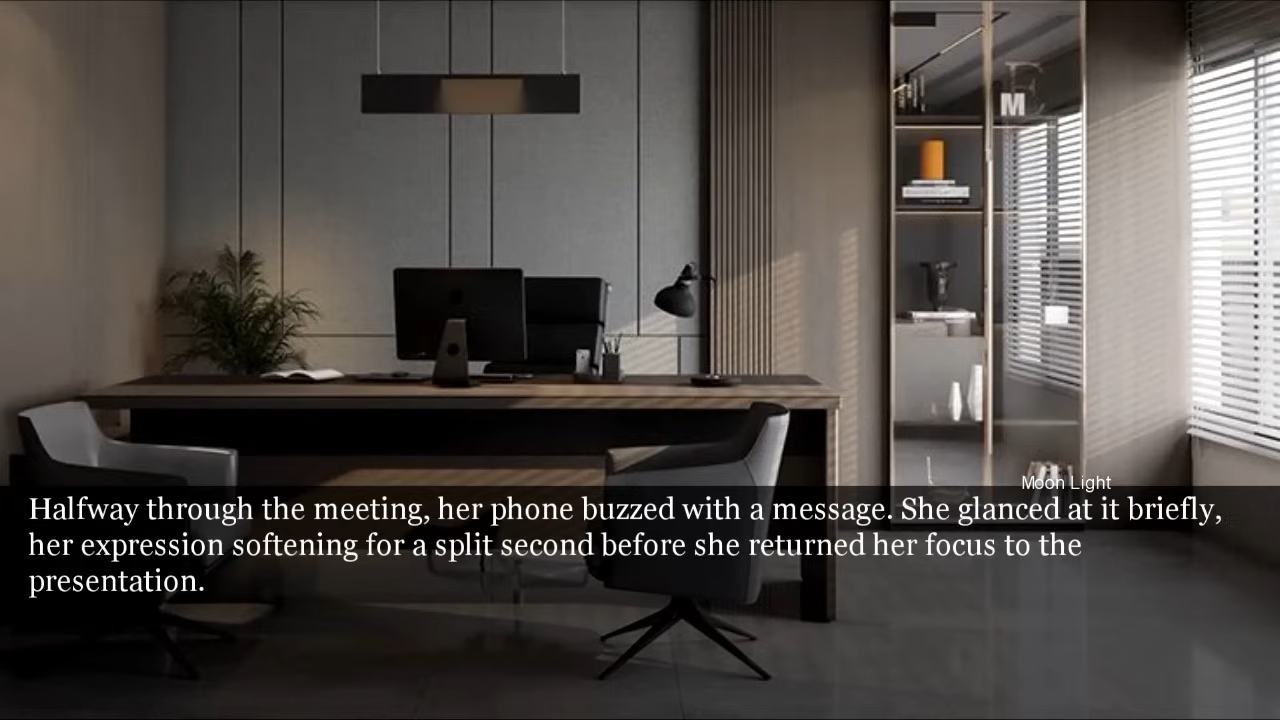 E
M
Moon Light
Halfway through the meeting, her phone buzzed with a message. She glanced at it briefly,
her expression softening for a split second before she returned her focus to the
presentation.